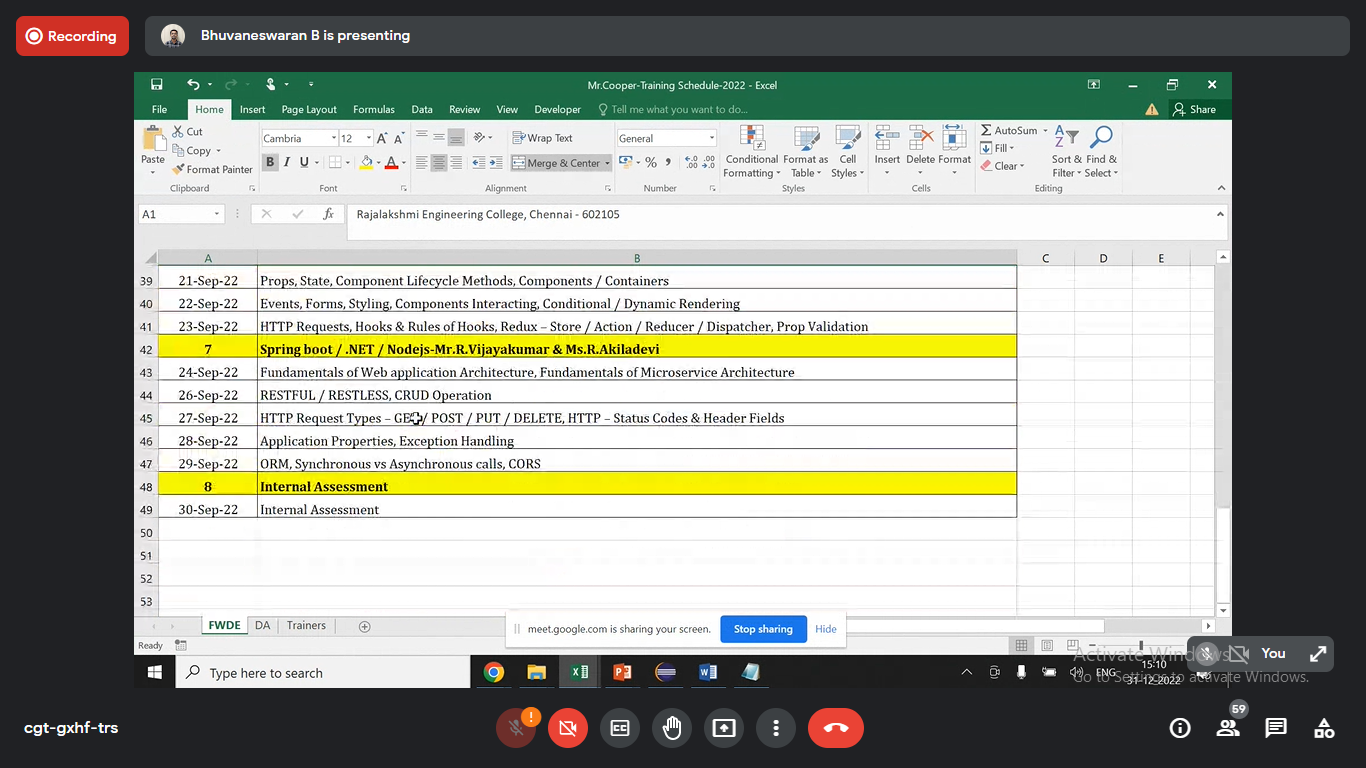 Recording
Bhuvaneswaran B is presenting
Mr.Cooper-Training Schedule-2022 - Excel
File Home Insert Page Layout Formulas Data Review View Developer Tell me what you want to do... Share
Paste
Cut
Copy
Format Painter
Clipboard
Cambria 12
B I U
Font
Wrap Text
Merge & Center
Alignment
General
Number
Conditional Formatting
Format as Table
Cell Styles
Styles
Insert Delete Format
Cells
AutoSum
Fill
Clear
Sort & Filter
Find & Select
Editing
A1 fx Rajalakshmi Engineering College, Chennai - 602105
A B C D E
39 21-Sep-22 Props, State, Component Lifecycle Methods, Components / Containers
40 22-Sep-22 Events, Forms, Styling, Components Interacting, Conditional / Dynamic Rendering
41 23-Sep-22 HTTP Requests, Hooks & Rules of Hooks, Redux – Store / Action / Reducer / Dispatcher, Prop Validation
42 7 Spring boot / .NET / Nodejs-Mr.R.Vijayakumar & Ms.R.Akiladevi
43 24-Sep-22 Fundamentals of Web application Architecture, Fundamentals of Microservice Architecture
44 26-Sep-22 RESTFUL / RESTLESS, CRUD Operation
45 27-Sep-22 HTTP Request Types – GET / POST / PUT / DELETE, HTTP – Status Codes & Header Fields
46 28-Sep-22 Application Properties, Exception Handling
47 29-Sep-22 ORM, Synchronous vs Asynchronous calls, CORS
48 8 Internal Assessment
49 30-Sep-22 Internal Assessment
50
51
52
53
FWDE DA Trainers
meet.google.com is sharing your screen. Stop sharing Hide
Ready
You
Activate Windows
Go to Settings to activate Windows.
Type here to search
ENG
15:10
31-12-2022
cgt-gxhf-trs
59